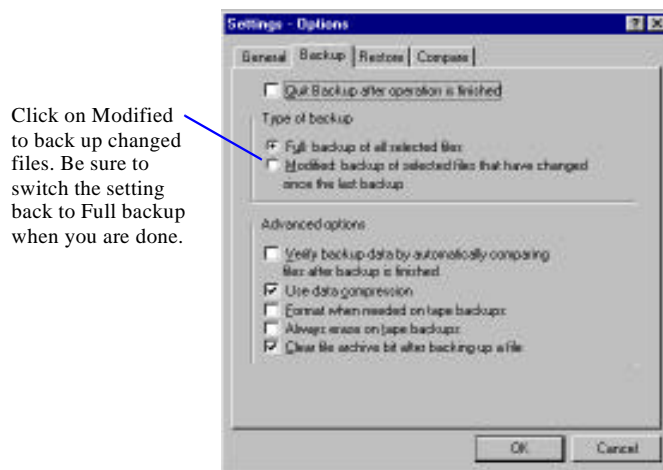 Settings - Options
General Backup Restore Compare
Quit Backup after operation is finished
Type of backup
Full: backup of all selected files
Modified: backup of selected files that have changed
since the last backup
Advanced options
Verify backup data by automatically comparing
files after backup is finished
Use data compression
Format when needed on tape backups
Always erase on tape backups
Clear file archive bit after backing up a file
OK Cancel
Click on Modified
to back up changed
files. Be sure to
switch the setting
back to Full backup
when you are done.